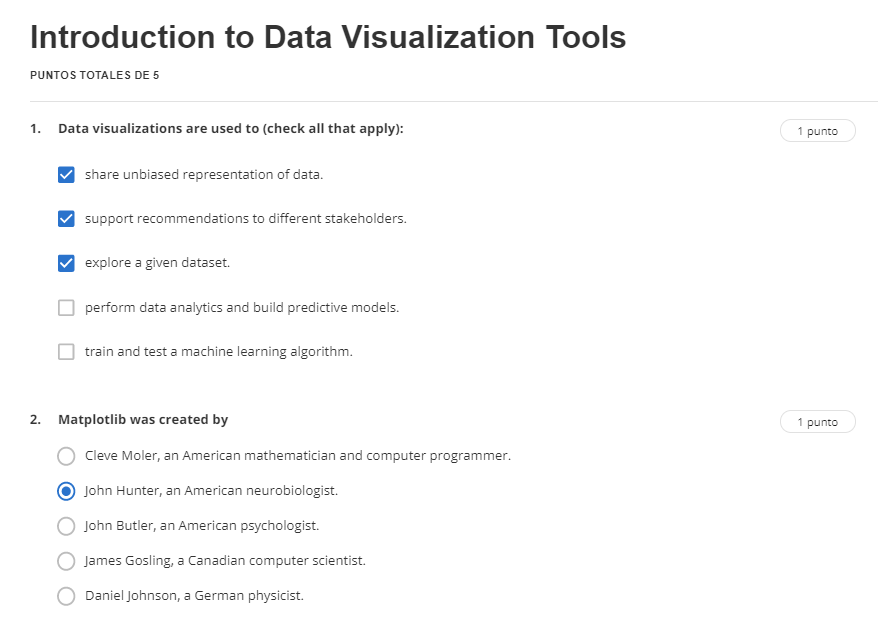 Introduction to Data Visualization Tools
PUNTOS TOTALES DE 5
1. Data visualizations are used to (check all that apply): 1 punto
share unbiased representation of data.
support recommendations to different stakeholders.
explore a given dataset.
perform data analytics and build predictive models.
train and test a machine learning algorithm.
2. Matplotlib was created by 1 punto
Cleve Moler, an American mathematician and computer programmer.
John Hunter, an American neurobiologist.
John Butler, an American psychologist.
James Gosling, a Canadian computer scientist.
Daniel Johnson, a German physicist.